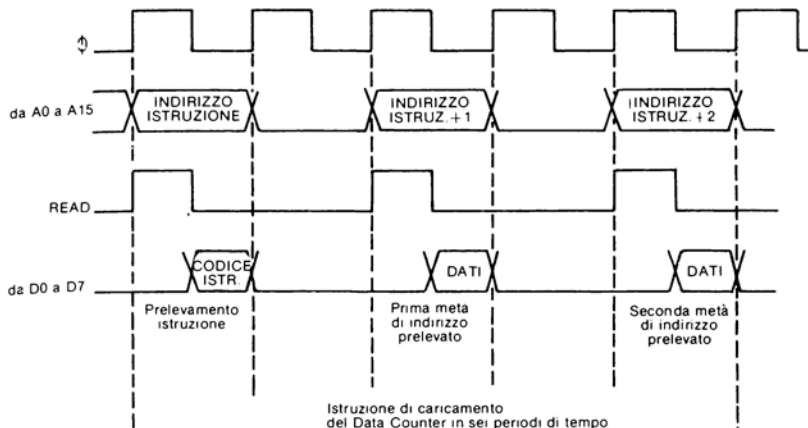 Φ
da A0 a A15
INDIRIZZO
ISTRUZIONE
INDIRIZZO
ISTRUZ.+1
INDIRIZZO
ISTRUZ.+2
READ
da D0 a D7
CODICE
ISTR.
DATI
DATI
Prelevamento
istruzione
Prima metà
di indirizzo
prelevato
Seconda metà
di indirizzo
prelevato
Istruzione di caricamento
del Data Counter in sei periodi di tempo